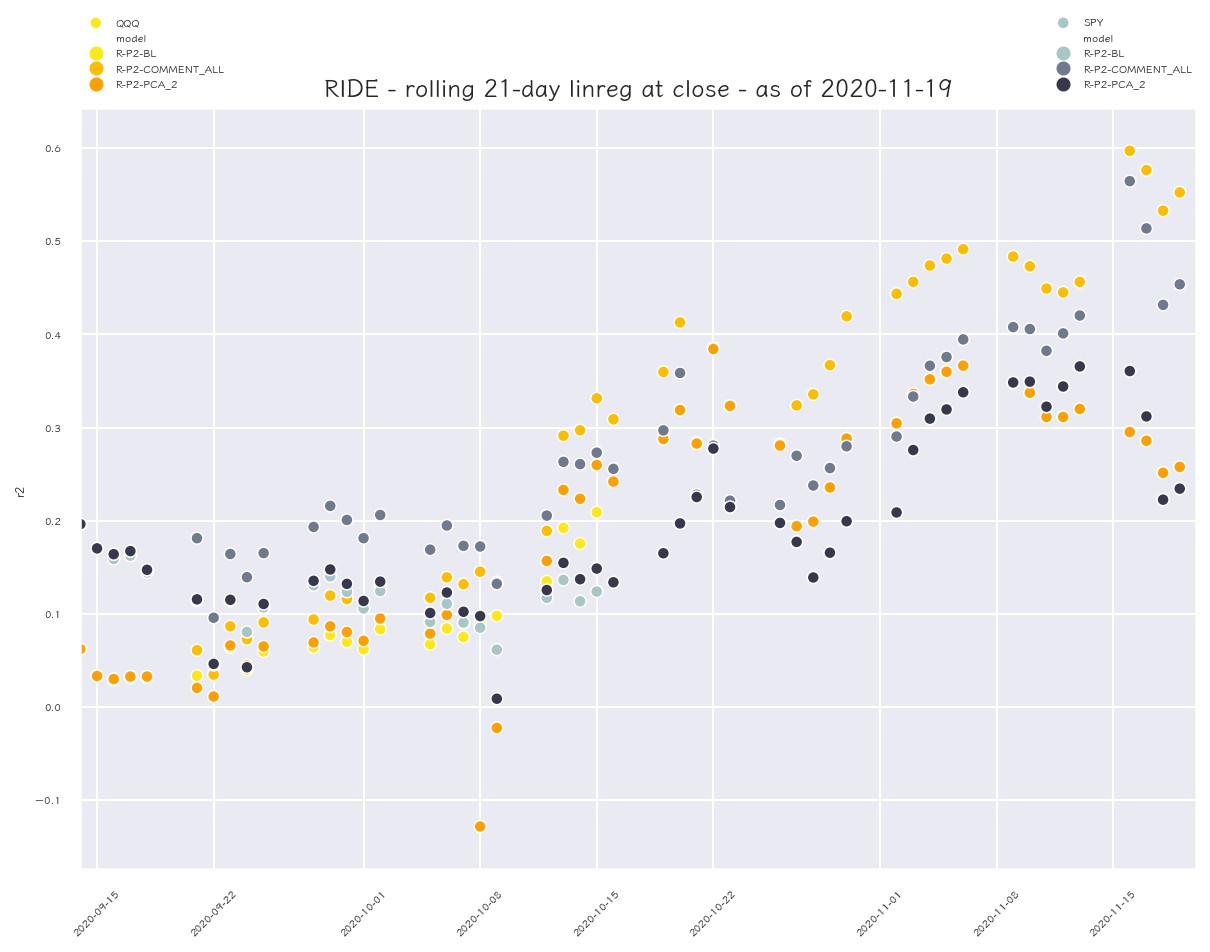 QQQ
model
R-P2-BL
R-P2-COMMENT_ALL
R-P2-PCA_2
SPY
model
R-P2-BL
R-P2-COMMENT_ALL
R-P2-PCA_2
RIDE - rolling 21-day linreg at close - as of 2020-11-19
r2
0.6
0.5
0.4
0.3
0.2
0.1
0.0
−0.1
2020-09-15
2020-09-22
2020-10-01
2020-10-08
2020-10-15
2020-10-22
2020-11-01
2020-11-08
2020-11-15